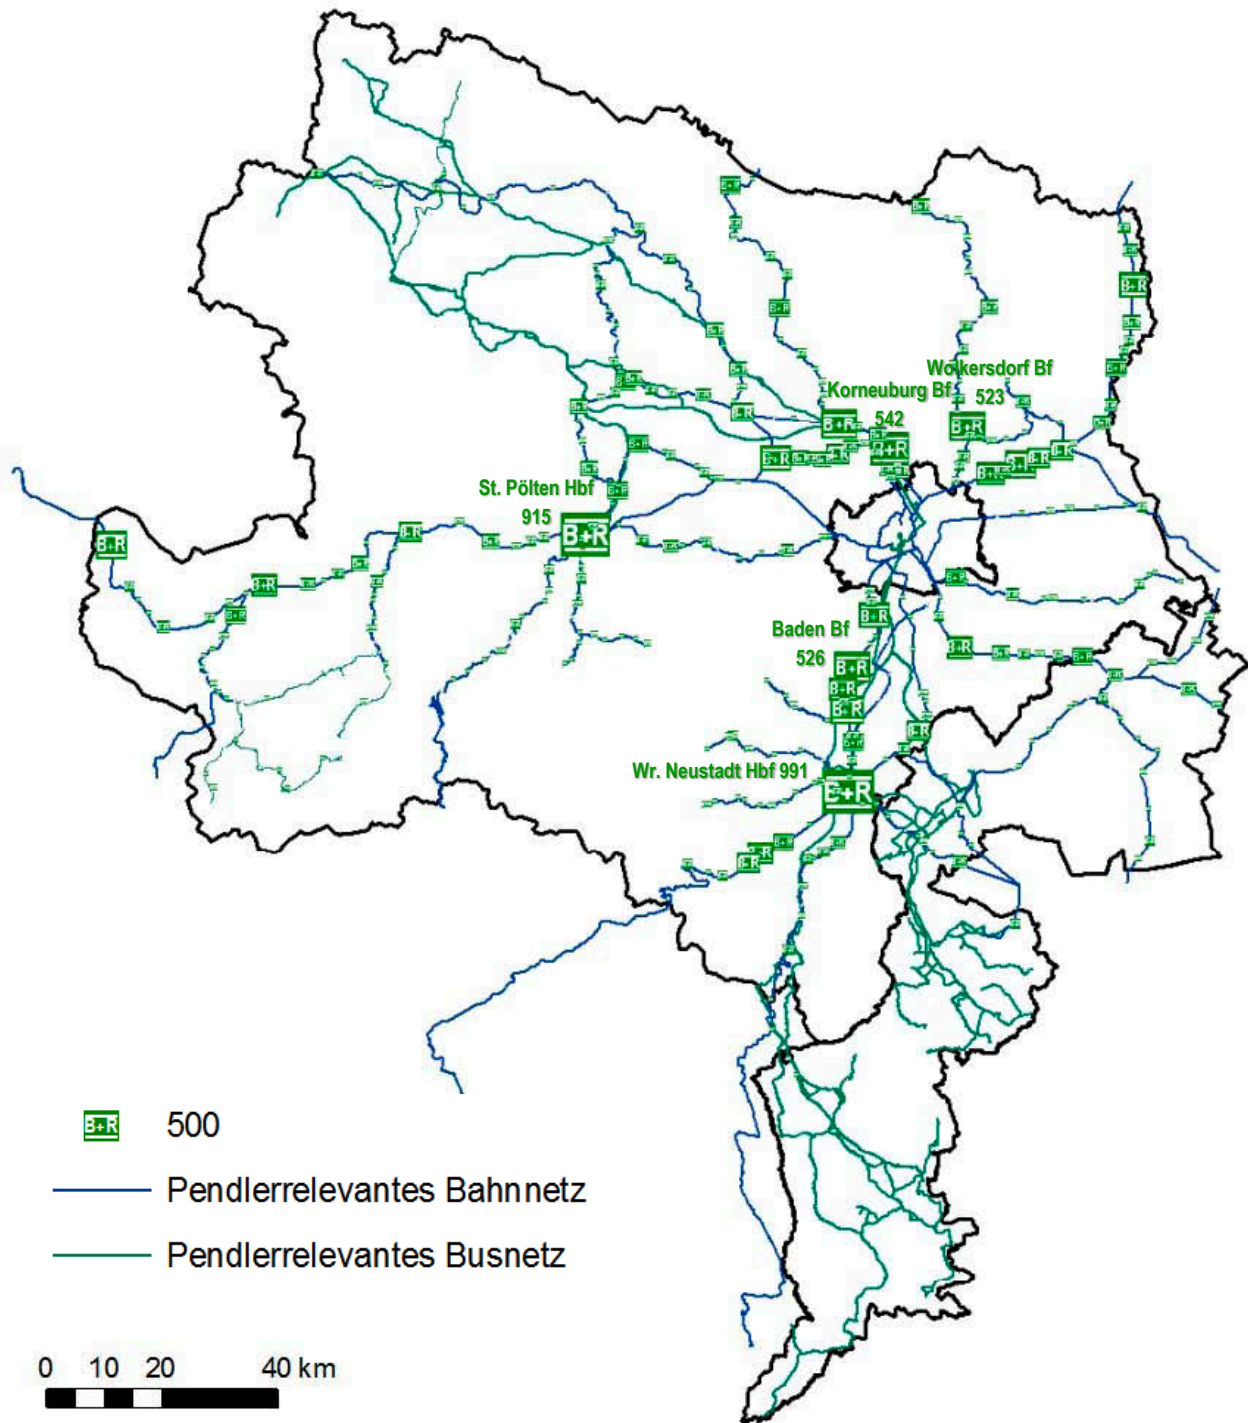 Wolkersdorf Bf
523
Korneuburg Bf
542
B+R
B+R
B+R
St. Pölten Hbf
915
B+R
B+R
B+R
Baden Bf
526
B+R
Wr. Neustadt Hbf 991
B+R
B+R 500
Pendlerrelevantes Bahnnetz
Pendlerrelevantes Busnetz
0 10 20 40 km